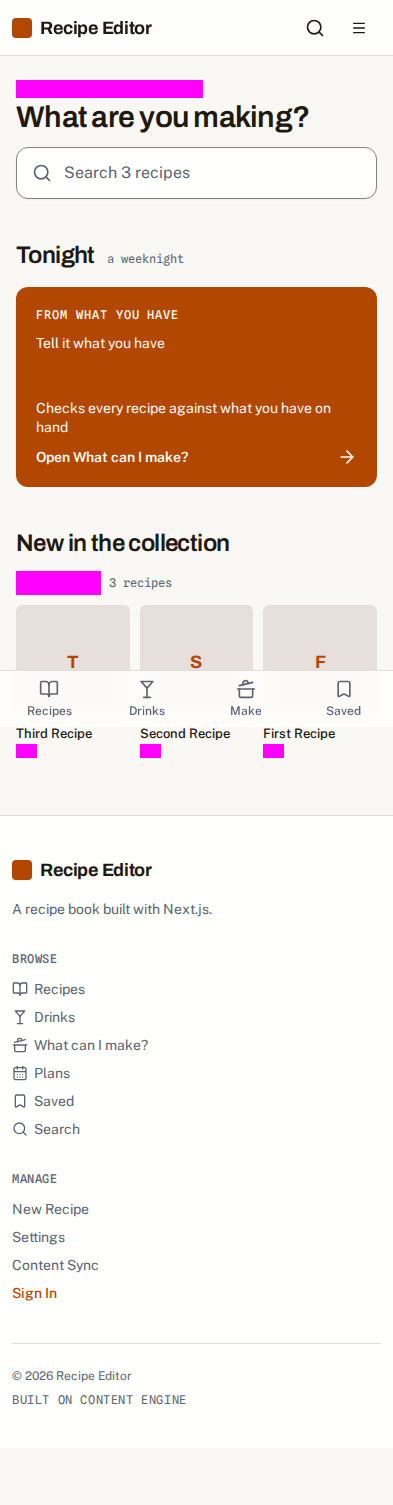 Recipe Editor
What are you making?
Search 3 recipes
Tonight a weeknight
FROM WHAT YOU HAVE
Tell it what you have
Checks every recipe against what you have on
hand
Open What can I make?
New in the collection
3 recipes
T S F
Recipes Drinks Make Saved
Third Recipe Second Recipe First Recipe
Recipe Editor
A recipe book built with Next.js.
BROWSE
Recipes
Drinks
What can I make?
Plans
Saved
Search
MANAGE
New Recipe
Settings
Content Sync
Sign In
© 2026 Recipe Editor
BUILT ON CONTENT ENGINE